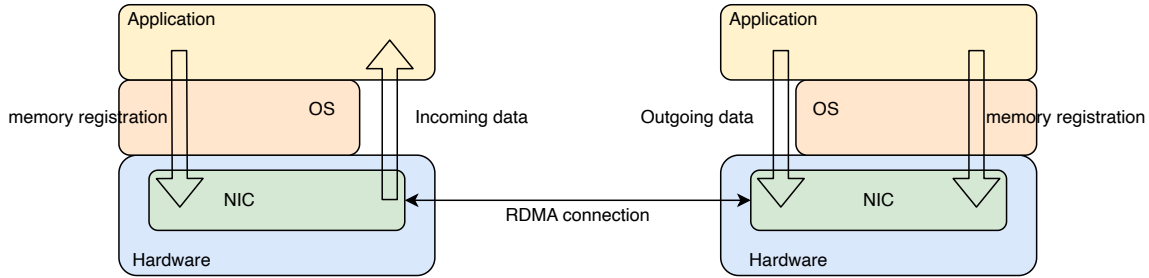 Application
Application
OS
OS
memory registration
Incoming data
Outgoing data
memory registration
NIC
NIC
RDMA connection
Hardware
Hardware